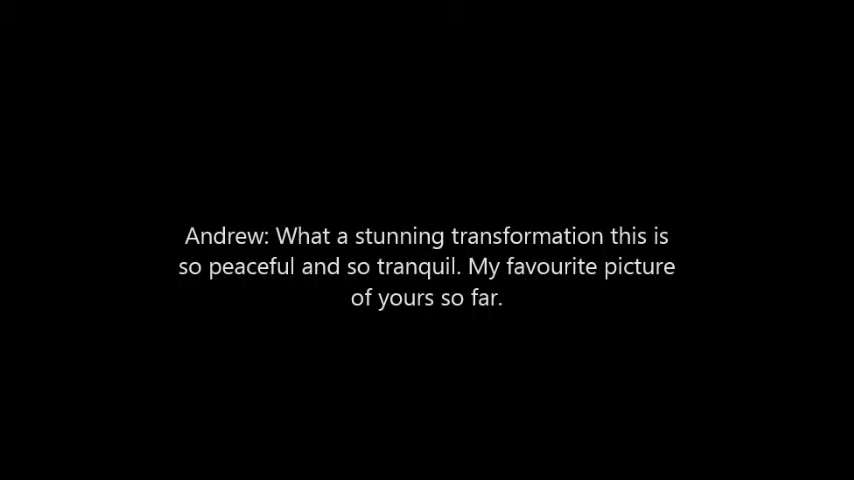 Andrew: What a stunning transformation this is
so peaceful and so tranquil. My favourite picture
of yours so far.